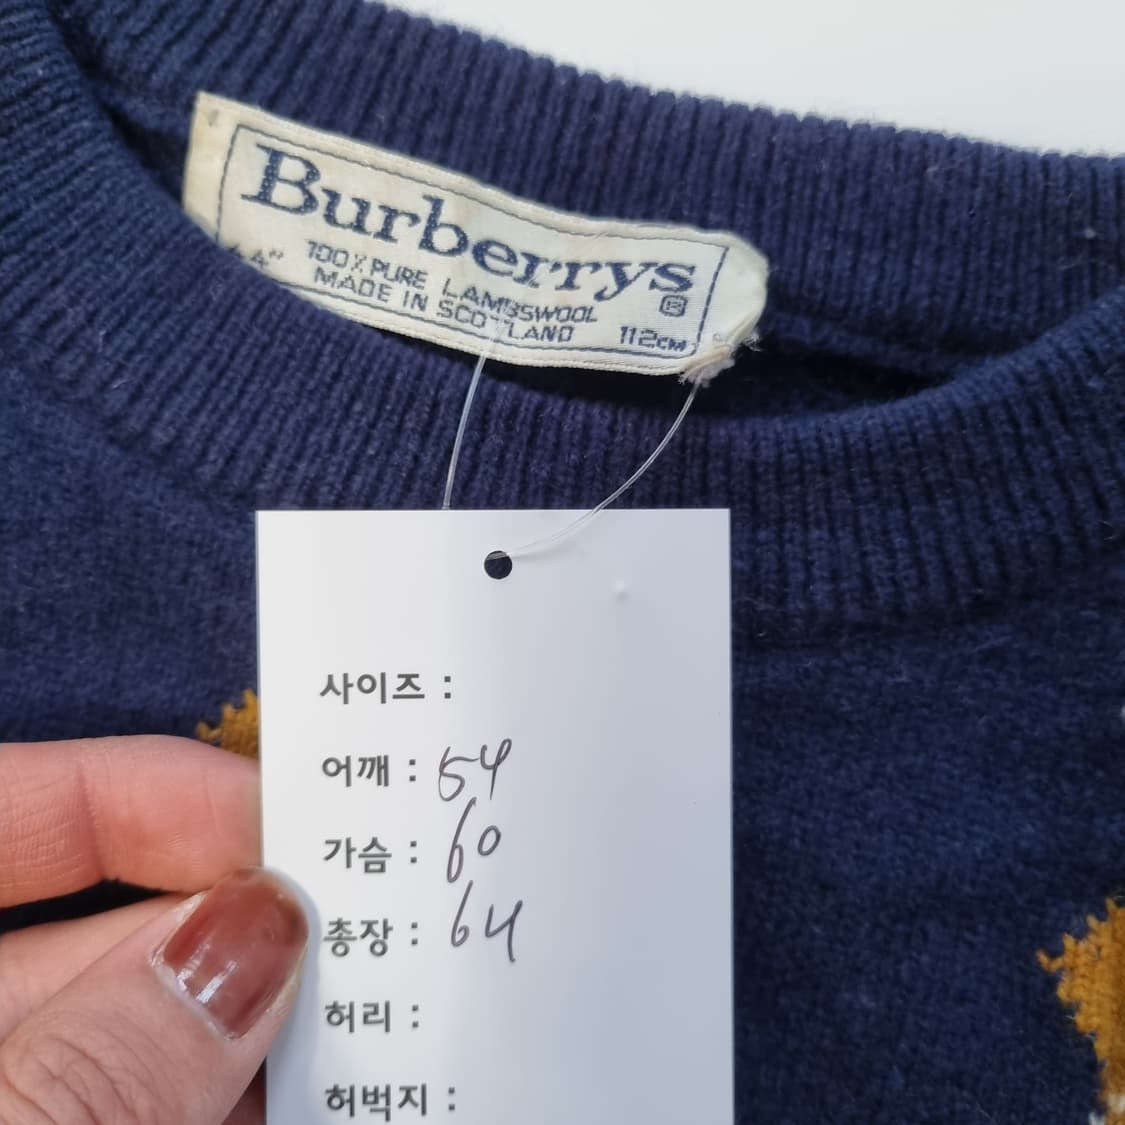 Burberrys
44" 100% PURE LAMBSWOOL ®
MADE IN SCOTLAND 112CM
사이즈 :
어깨 : 54
가슴 : 60
총장 : 64
허리 :
허벅지 :